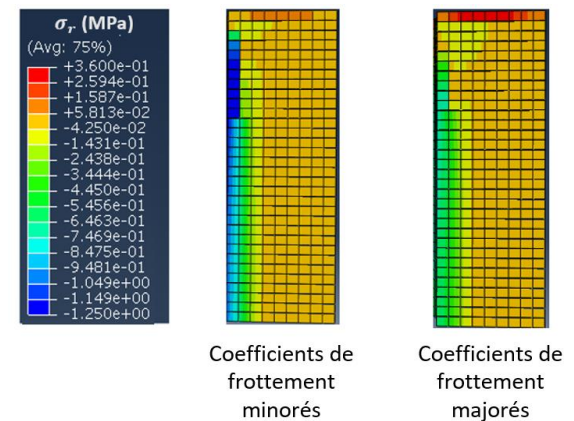 σr (MPa)
(Avg: 75%)
+3.600e-01
+2.594e-01
+1.587e-01
+5.813e-02
-4.250e-02
-1.431e-01
-2.438e-01
-3.444e-01
-4.450e-01
-5.456e-01
-6.463e-01
-7.469e-01
-8.475e-01
-9.481e-01
-1.049e+00
-1.149e+00
-1.250e+00
Coefficients de
frottement
minorés
Coefficients de
frottement
majorés